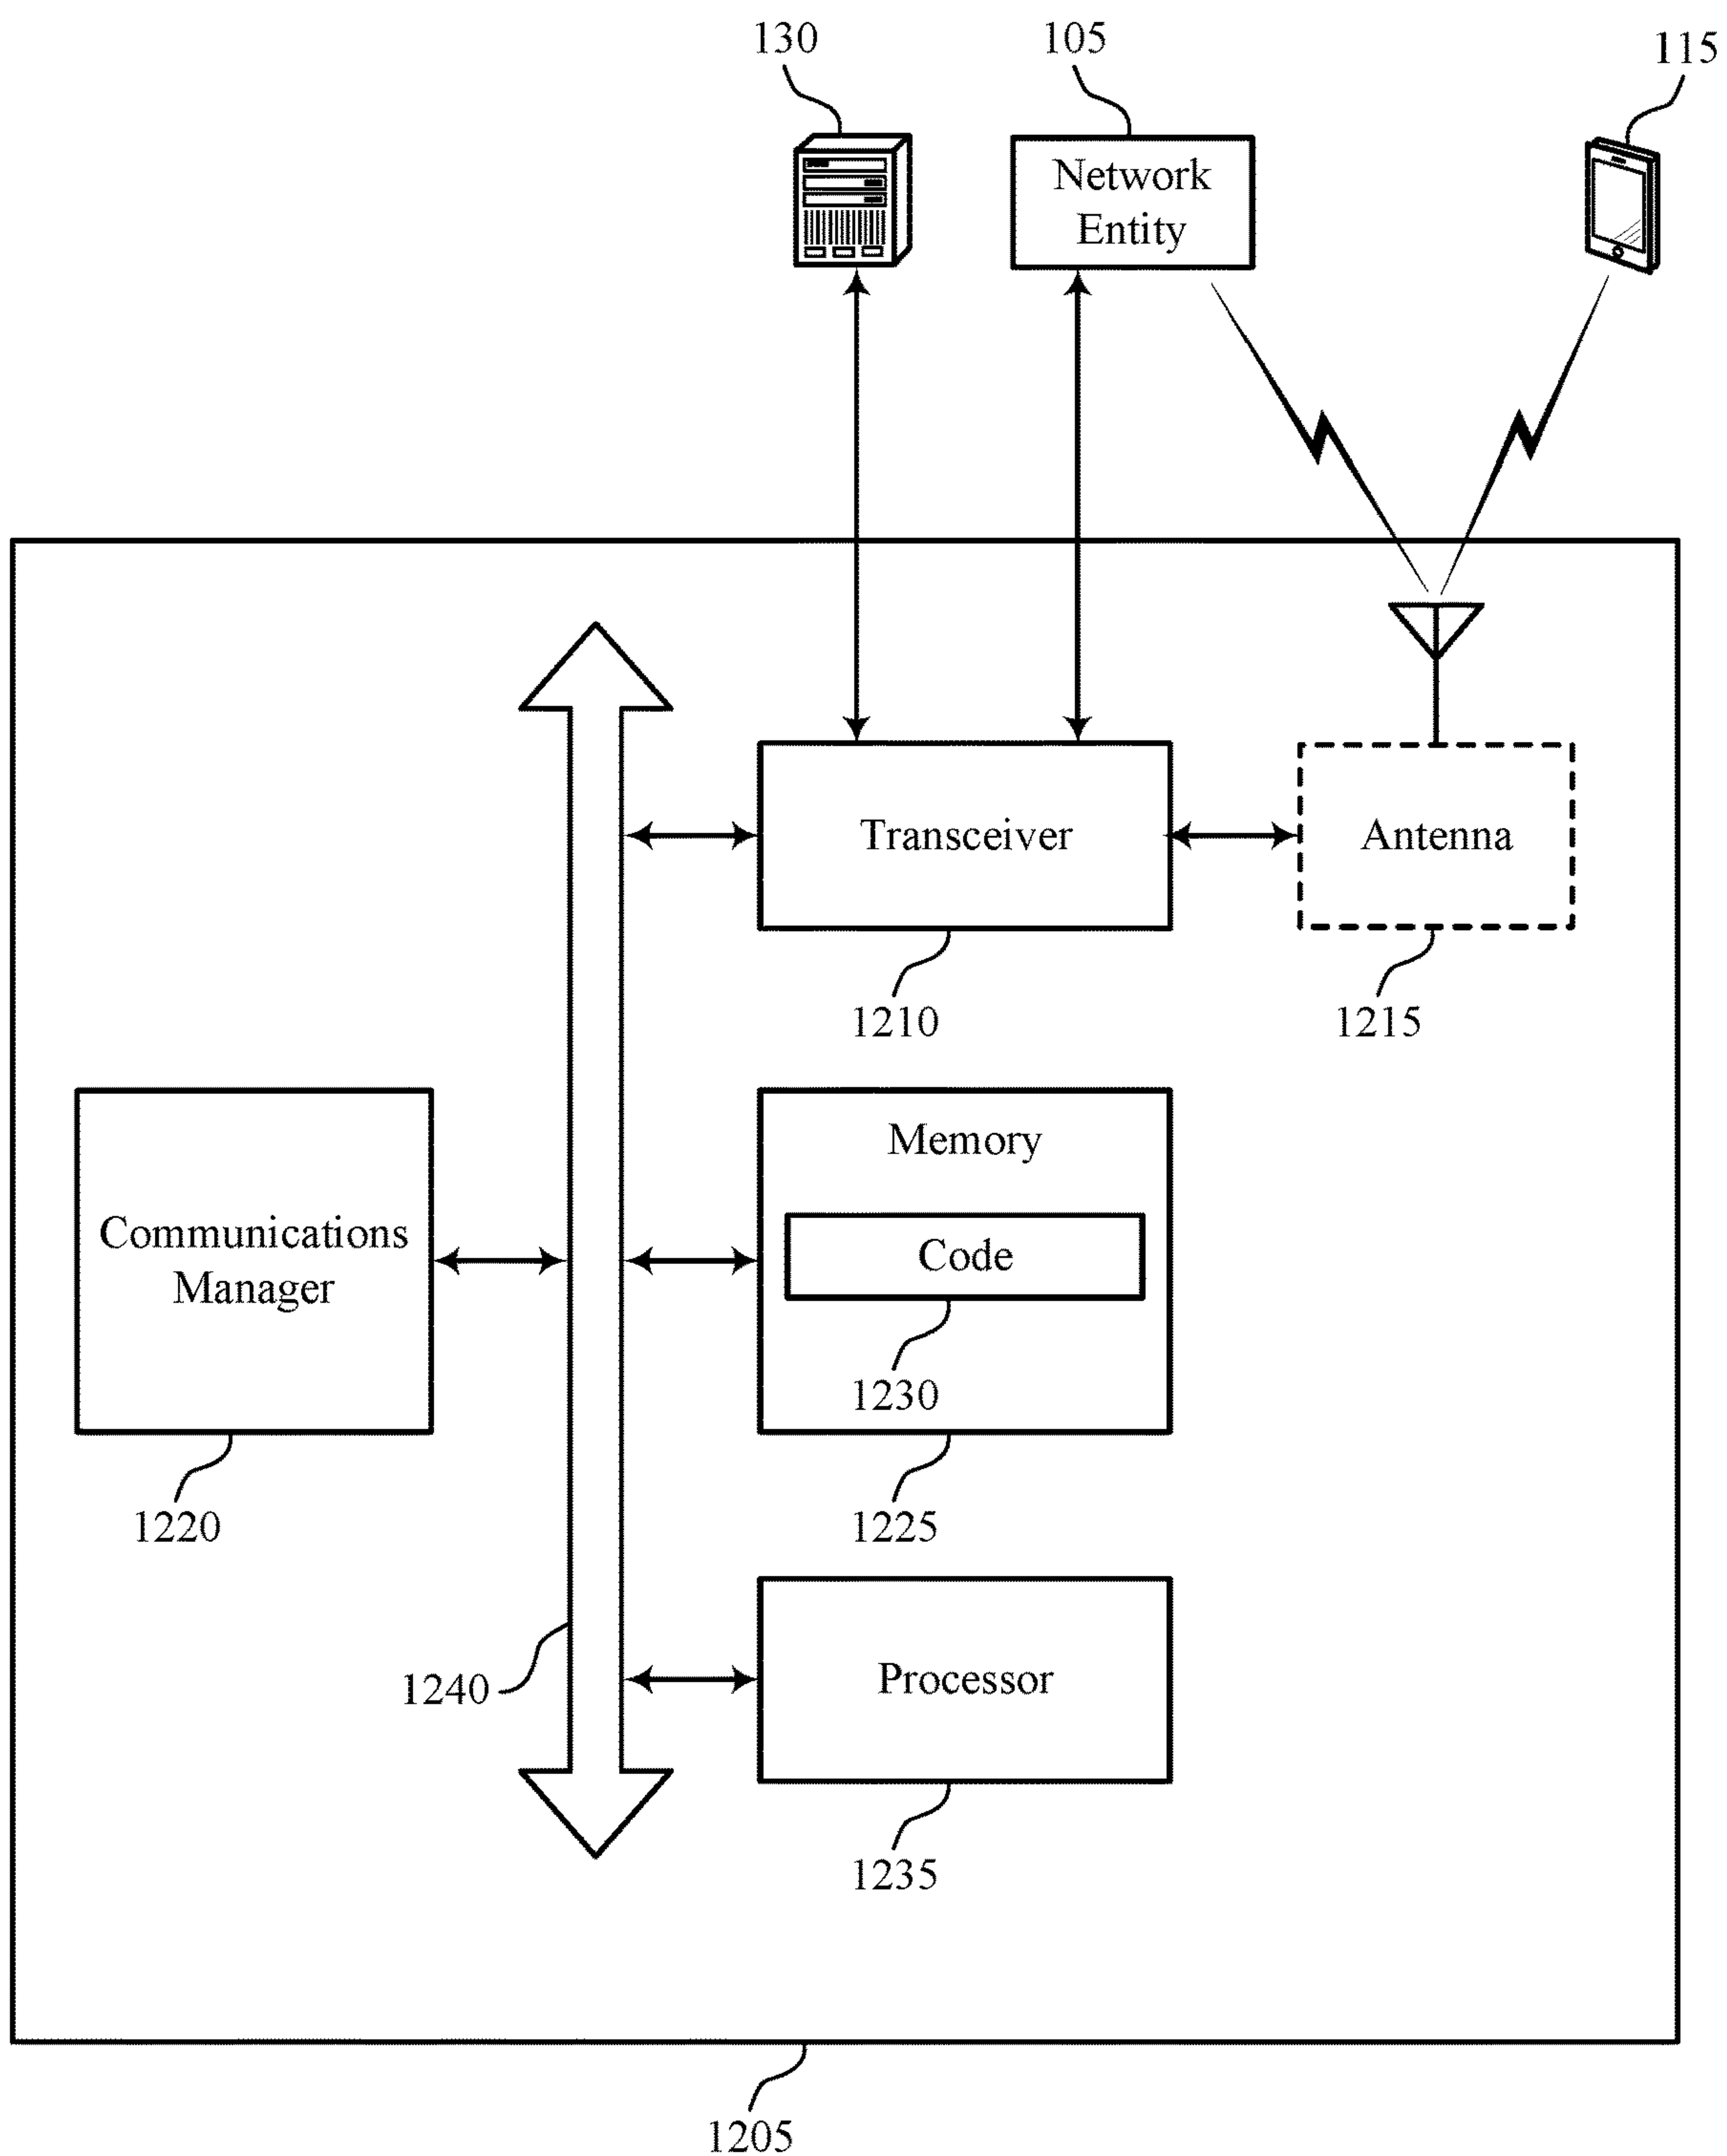 130
105
115
Network
Entity
Transceiver
Antenna
1210
1215
Communications
Manager
Memory
Code
1230
1220
1225
Processor
1240
1235
1205